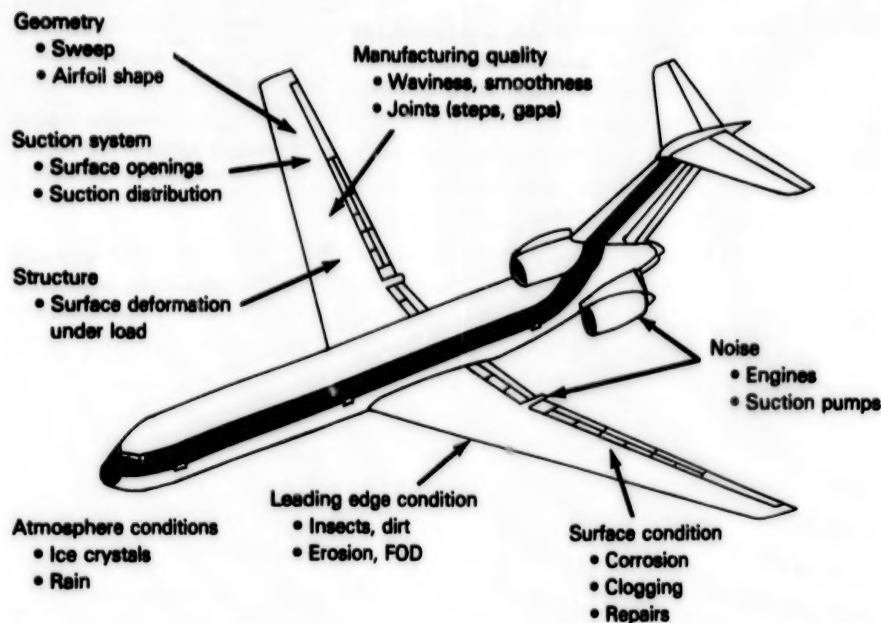 Geometry
• Sweep
• Airfoil shape
Manufacturing quality
• Waviness, smoothness
• Joints (steps, gaps)
Suction system
• Surface openings
• Suction distribution
Structure
• Surface deformation
under load
Noise
• Engines
• Suction pumps
Leading edge condition
• Insects, dirt
• Erosion, FOD
Atmosphere conditions
• Ice crystals
• Rain
Surface condition
• Corrosion
• Clogging
• Repairs